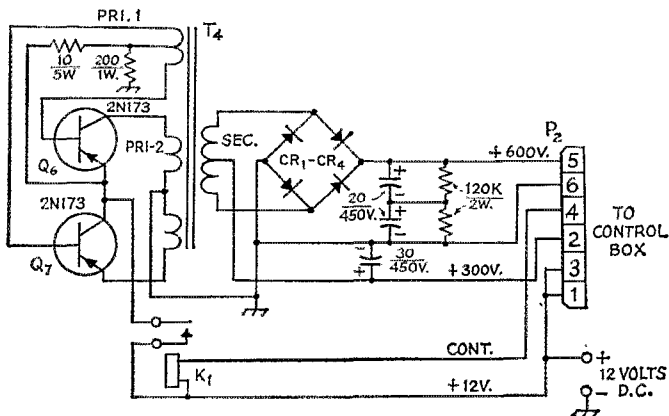 PRI.1
T4
10
5W
200
1W.
2N173
Q6
PRI-2
SEC.
CR1-CR4
2N173
Q7
20
450V.
120K
2W.
30
450V.
+600V.
+300V.
P2
5
6
4
2
3
1
TO
CONTROL
BOX
CONT.
K1
+12V.
+
12 VOLTS
- D.C.